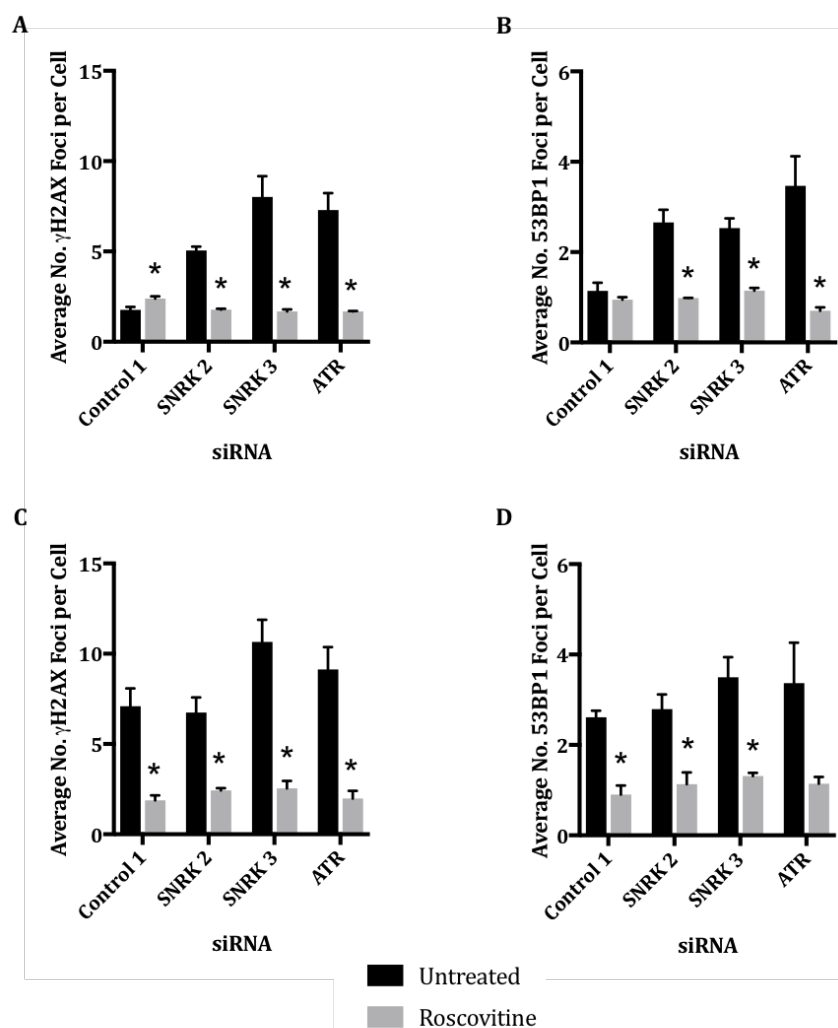 A
Average No. γH2AX Foci per Cell
15
10
5
0
*
*
*
*
Control 1
SNRK 2
SNRK 3
ATR
siRNA
B
Average No. 53BP1 Foci per Cell
6
4
2
0
*
*
*
Control 1
SNRK 2
SNRK 3
ATR
siRNA
C
Average No. γH2AX Foci per Cell
15
10
5
0
*
*
*
*
Control 1
SNRK 2
SNRK 3
ATR
siRNA
D
Average No. 53BP1 Foci per Cell
6
4
2
0
*
*
*
Control 1
SNRK 2
SNRK 3
ATR
siRNA
Untreated
Roscovitine